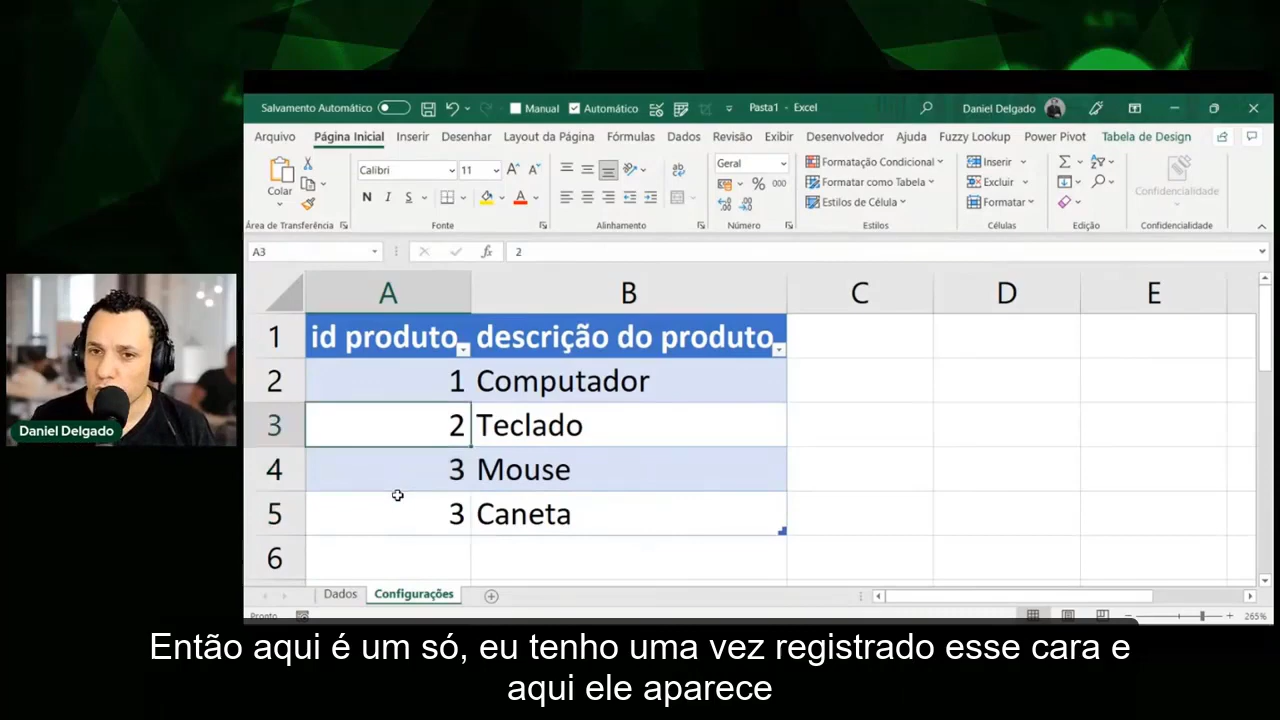 Salvamento Automático
Manual
Automático
Pasta1 - Excel
Daniel Delgado
Arquivo
Página Inicial
Inserir
Desenhar
Layout da Página
Fórmulas
Dados
Revisão
Exibir
Desenvolvedor
Ajuda
Fuzzy Lookup
Power Pivot
Tabela de Design
Colar
Calibri
11
N I S
Geral
% 000
Formatação Condicional
Formatar como Tabela
Estilos de Célula
Inserir
Excluir
Formatar
Confidencialidade
Área de Transferência
Fonte
Alinhamento
Número
Estilos
Células
Edição
Confidencialidade
A3
fx
2
A B C D E
1 id produto descrição do produto
2 1 Computador
3 2 Teclado
4 3 Mouse
5 3 Caneta
6
Daniel Delgado
Dados
Configurações
Pronto
265%
Então aqui é um só, eu tenho uma vez registrado esse cara e
aqui ele aparece